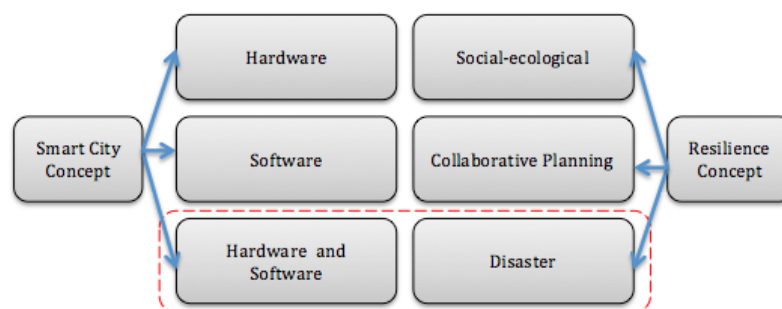 Hardware
Social-ecological
Smart City
Concept
Software
Collaborative Planning
Resilience
Concept
Hardware and
Software
Disaster